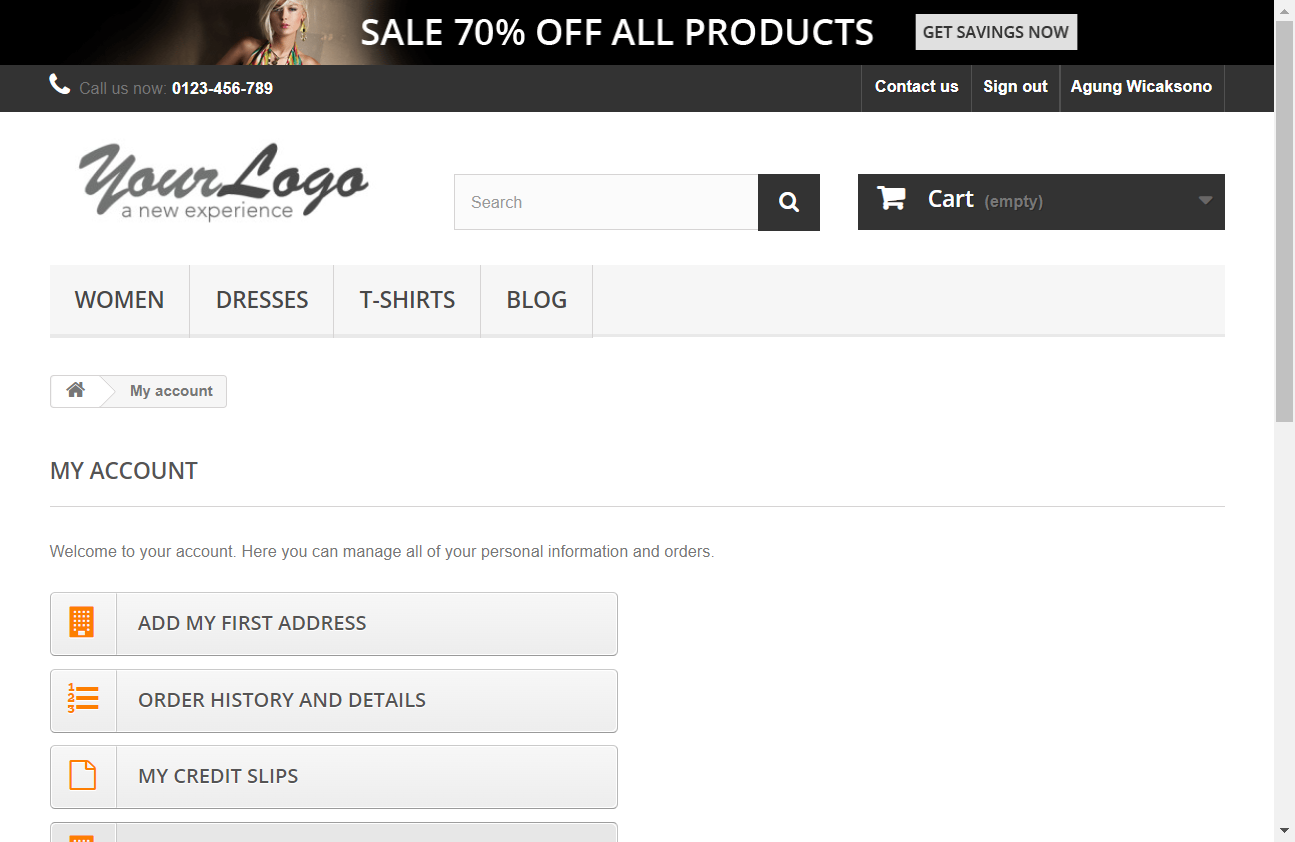 SALE 70% OFF ALL PRODUCTS
GET SAVINGS NOW
Call us now: 0123-456-789
Contact us
Sign out
Agung Wicaksono
Your Logo
a new experience
Search
Cart (empty)
WOMEN
DRESSES
T-SHIRTS
BLOG
My account
MY ACCOUNT
Welcome to your account. Here you can manage all of your personal information and orders.
ADD MY FIRST ADDRESS
ORDER HISTORY AND DETAILS
MY CREDIT SLIPS